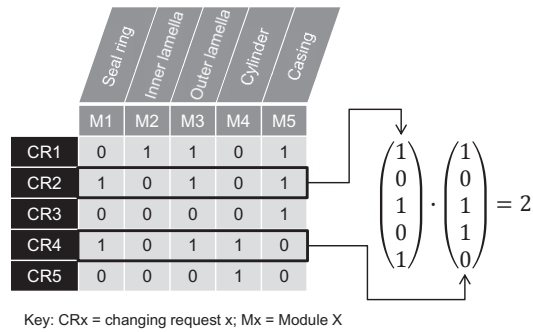 Seal ring Inner lamella Outer lamella Cylinder Casing
M1 M2 M3 M4 M5
CR1 0 1 1 0 1
CR2 1 0 1 0 1
CR3 0 0 0 0 1
CR4 1 0 1 1 0
CR5 0 0 0 1 0
(1 0 1 0 1) · (1 0 1 1 0) = 2
Key: CRx = changing request x; Mx = Module X